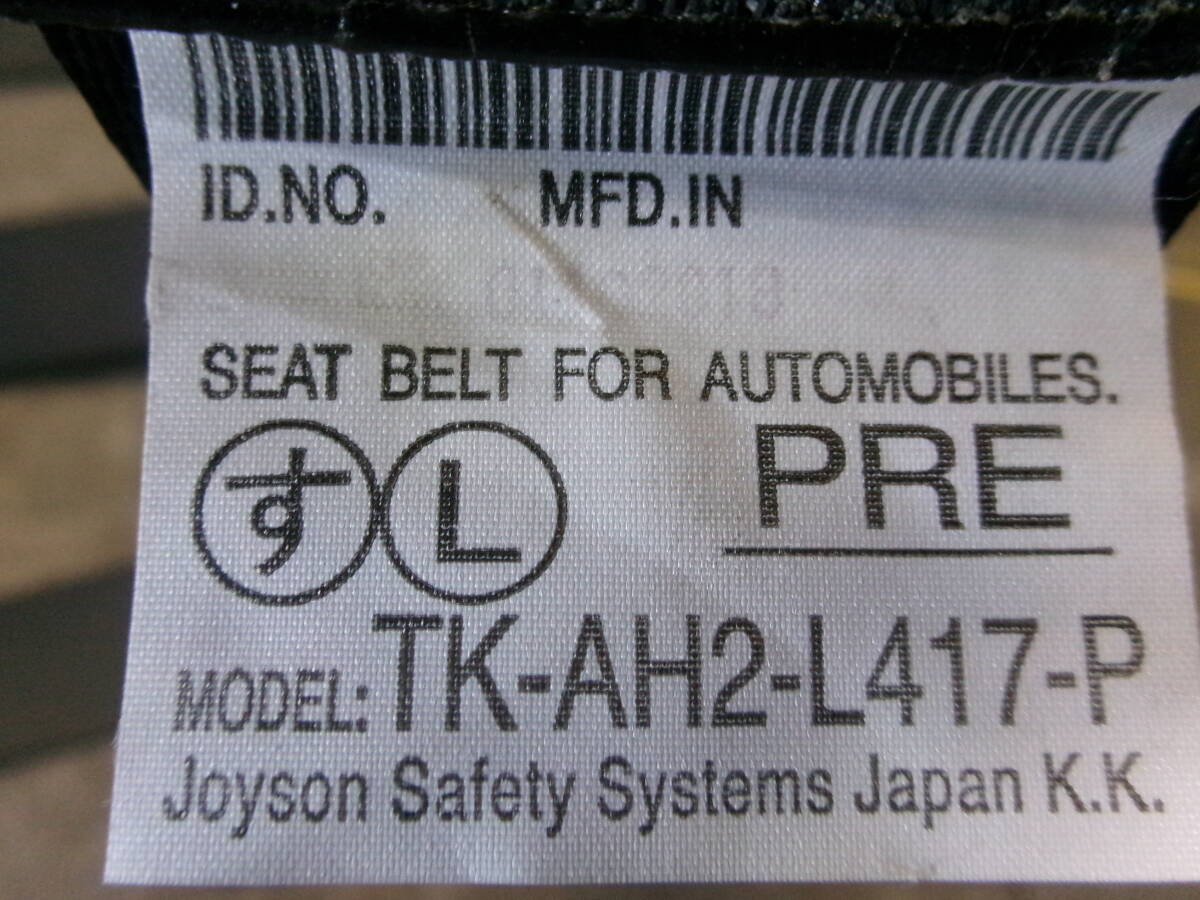 ID.NO. MFD.IN
SEAT BELT FOR AUTOMOBILES.
す L PRE
MODEL: TK-AH2-L417-P
Joyson Safety Systems Japan K.K.